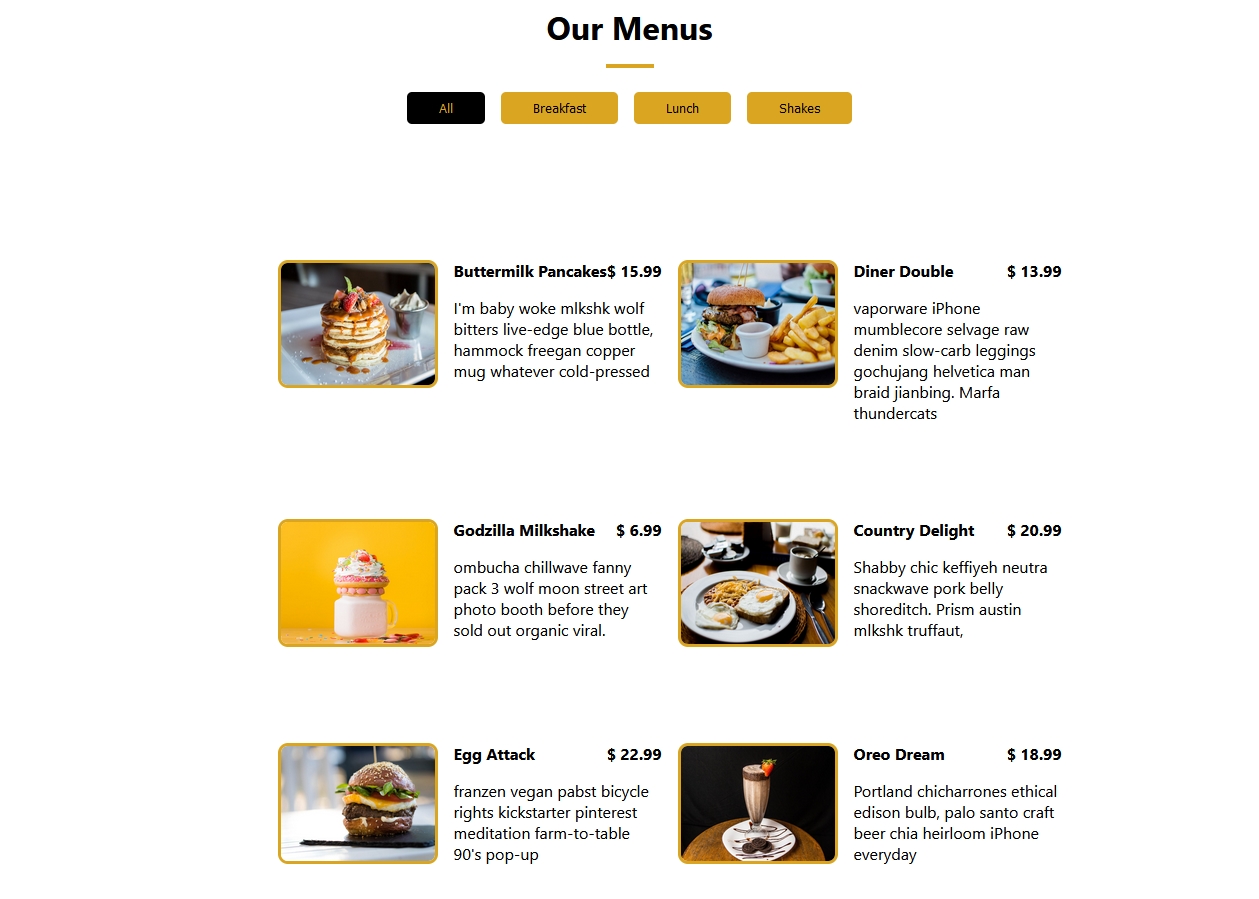 Our Menus
All
Breakfast
Lunch
Shakes
Buttermilk Pancakes$ 15.99
I'm baby woke mlkshk wolf
bitters live-edge blue bottle,
hammock freegan copper
mug whatever cold-pressed
Diner Double $ 13.99
vaporware iPhone
mumblecore selvage raw
denim slow-carb leggings
gochujang helvetica man
braid jianbing. Marfa
thundercats
Godzilla Milkshake $ 6.99
ombucha chillwave fanny
pack 3 wolf moon street art
photo booth before they
sold out organic viral.
Country Delight $ 20.99
Shabby chic keffiyeh neutra
snackwave pork belly
shoreditch. Prism austin
mlkshk truffaut,
Egg Attack $ 22.99
franzen vegan pabst bicycle
rights kickstarter pinterest
meditation farm-to-table
90's pop-up
Oreo Dream $ 18.99
Portland chicharrones ethical
edison bulb, palo santo craft
beer chia heirloom iPhone
everyday